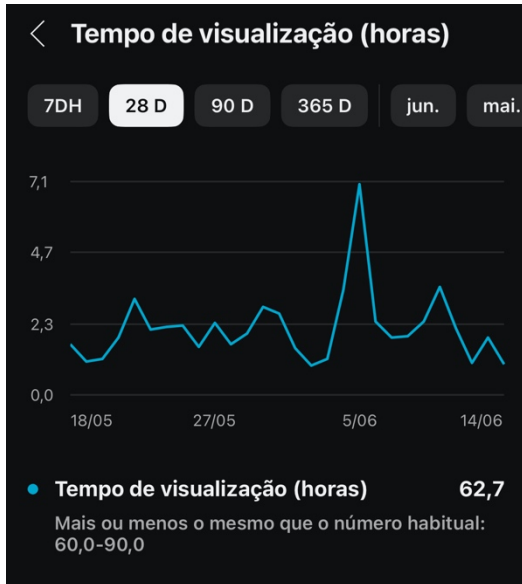 Tempo de visualização (horas)
7DH 28 D 90 D 365 D jun. mai.
7,1
4,7
2,3
0,0
18/05 27/05 5/06 14/06
Tempo de visualização (horas) 62,7
Mais ou menos o mesmo que o número habitual:
60,0-90,0